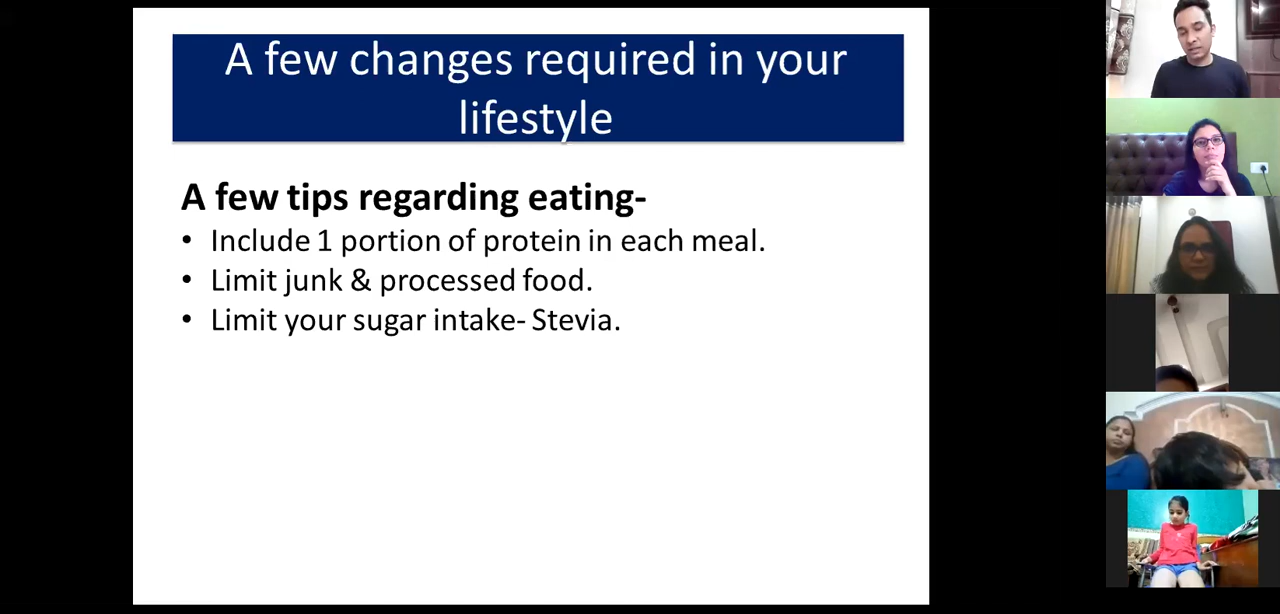 A few changes required in your
lifestyle
A few tips regarding eating-
• Include 1 portion of protein in each meal.
• Limit junk & processed food.
• Limit your sugar intake- Stevia.